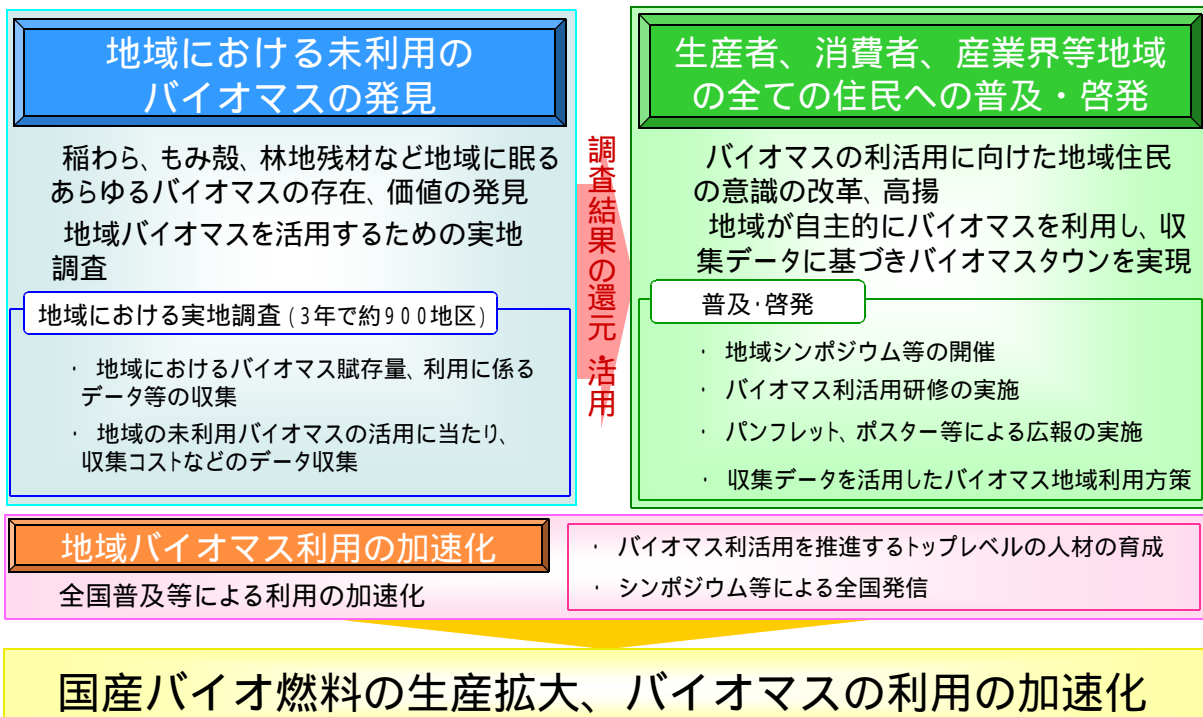 地域における未利用の
バイオマスの発見
稲わら、もみ殻、林地残材など地域に眠る
あらゆるバイオマスの存在、価値の発見
地域バイオマスを活用するための実地
調査
地域における実地調査(3年で約900地区)
・ 地域におけるバイオマス賦存量、利用に係る
データ等の収集
・ 地域の未利用バイオマスの活用に当たり、
収集コストなどのデータ収集
調査結果の還元・活用
生産者、消費者、産業界等地域
の全ての住民への普及・啓発
バイオマスの利活用に向けた地域住民
の意識の改革、高揚
地域が自主的にバイオマスを利用し、収
集データに基づきバイオマスタウンを実現
普及・啓発
・ 地域シンポジウム等の開催
・ バイオマス利活用研修の実施
・ パンフレット、ポスター等による広報の実施
・ 収集データを活用したバイオマス地域利用方策
地域バイオマス利用の加速化
全国普及等による利用の加速化
・ バイオマス利活用を推進するトップレベルの人材の育成
・ シンポジウム等による全国発信
国産バイオ燃料の生産拡大、バイオマスの利用の加速化